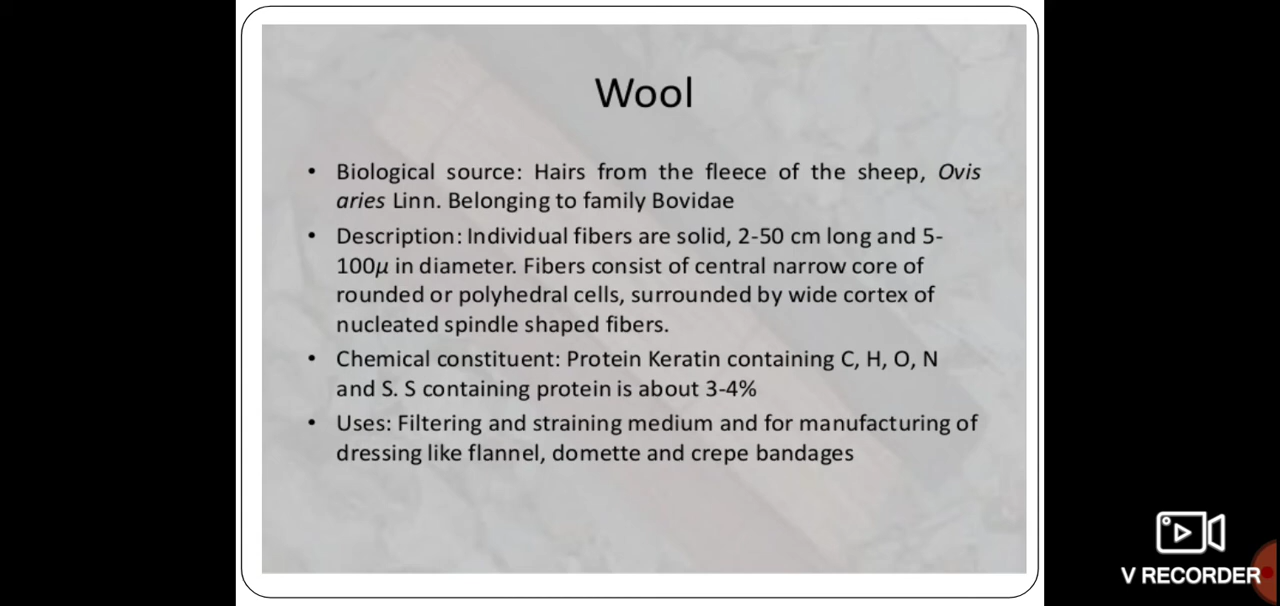 Wool
• Biological source: Hairs from the fleece of the sheep, Ovis
aries Linn. Belonging to family Bovidae
• Description: Individual fibers are solid, 2-50 cm long and 5-
100μ in diameter. Fibers consist of central narrow core of
rounded or polyhedral cells, surrounded by wide cortex of
nucleated spindle shaped fibers.
• Chemical constituent: Protein Keratin containing C, H, O, N
and S. S containing protein is about 3-4%
• Uses: Filtering and straining medium and for manufacturing of
dressing like flannel, domette and crepe bandages
V RECORDER